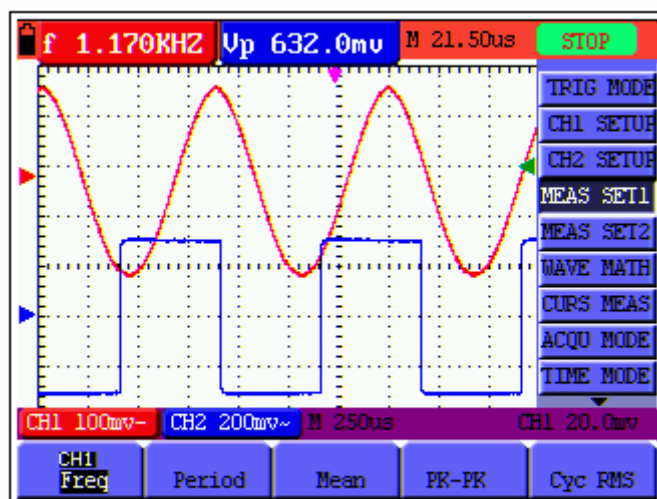 f 1.170KHZ Vp 632.0mv M 21.50us STOP
TRIG MODE
CH1 SETUP
CH2 SETUP
MEAS SET1
MEAS SET2
WAVE MATH
CURS MEAS
ACQU MODE
TIME MODE
CH1 100mv- CH2 200mv~ M 250us CH1 20.0mv
CH1
Freq Period Mean PK-PK Cyc RMS